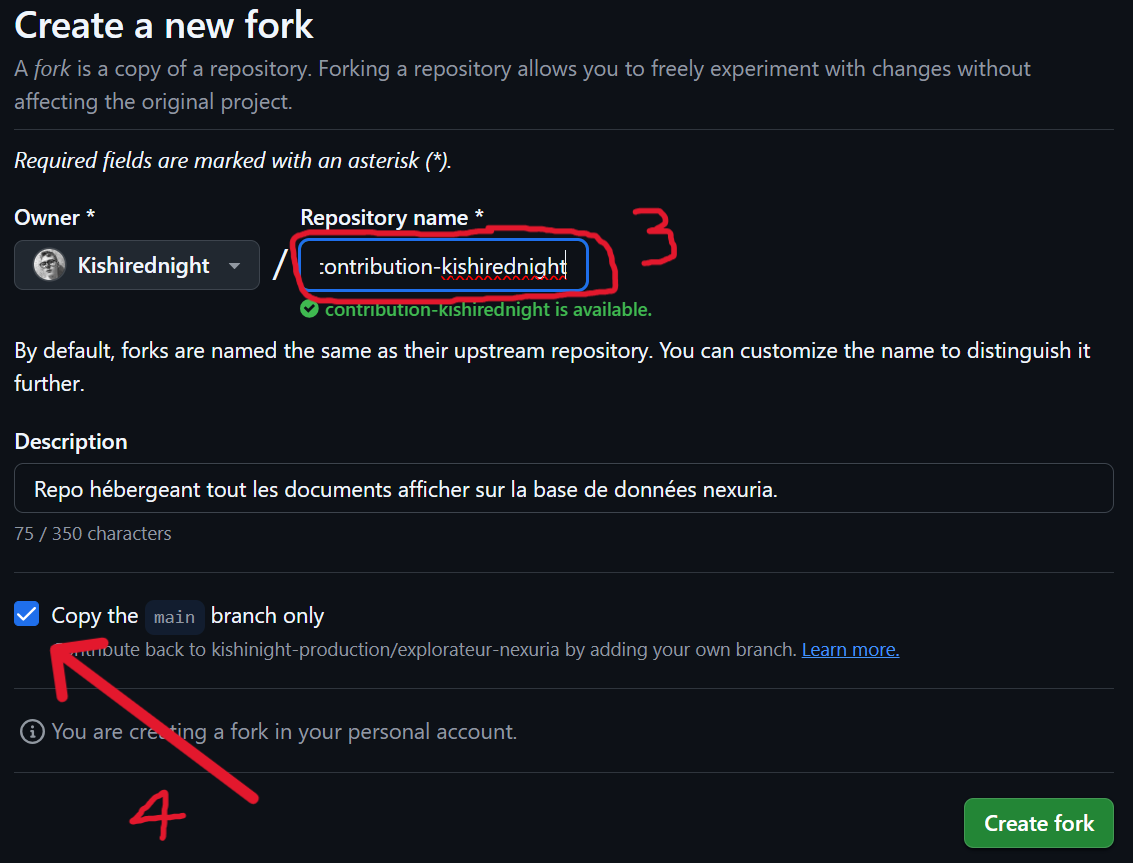 Create a new fork
A fork is a copy of a repository. Forking a repository allows you to freely experiment with changes without
affecting the original project.
Required fields are marked with an asterisk (*).
Owner *
Repository name *
3
Kishirednight
/
contribution-kishirednight
contribution-kishirednight is available.
By default, forks are named the same as their upstream repository. You can customize the name to distinguish it
further.
Description
Repo hébergeant tout les documents afficher sur la base de données nexuria.
75 / 350 characters
Copy the main branch only
Contribute back to kishinight-production/explorateur-nexuria by adding your own branch. Learn more.
You are creating a fork in your personal account.
4
Create fork